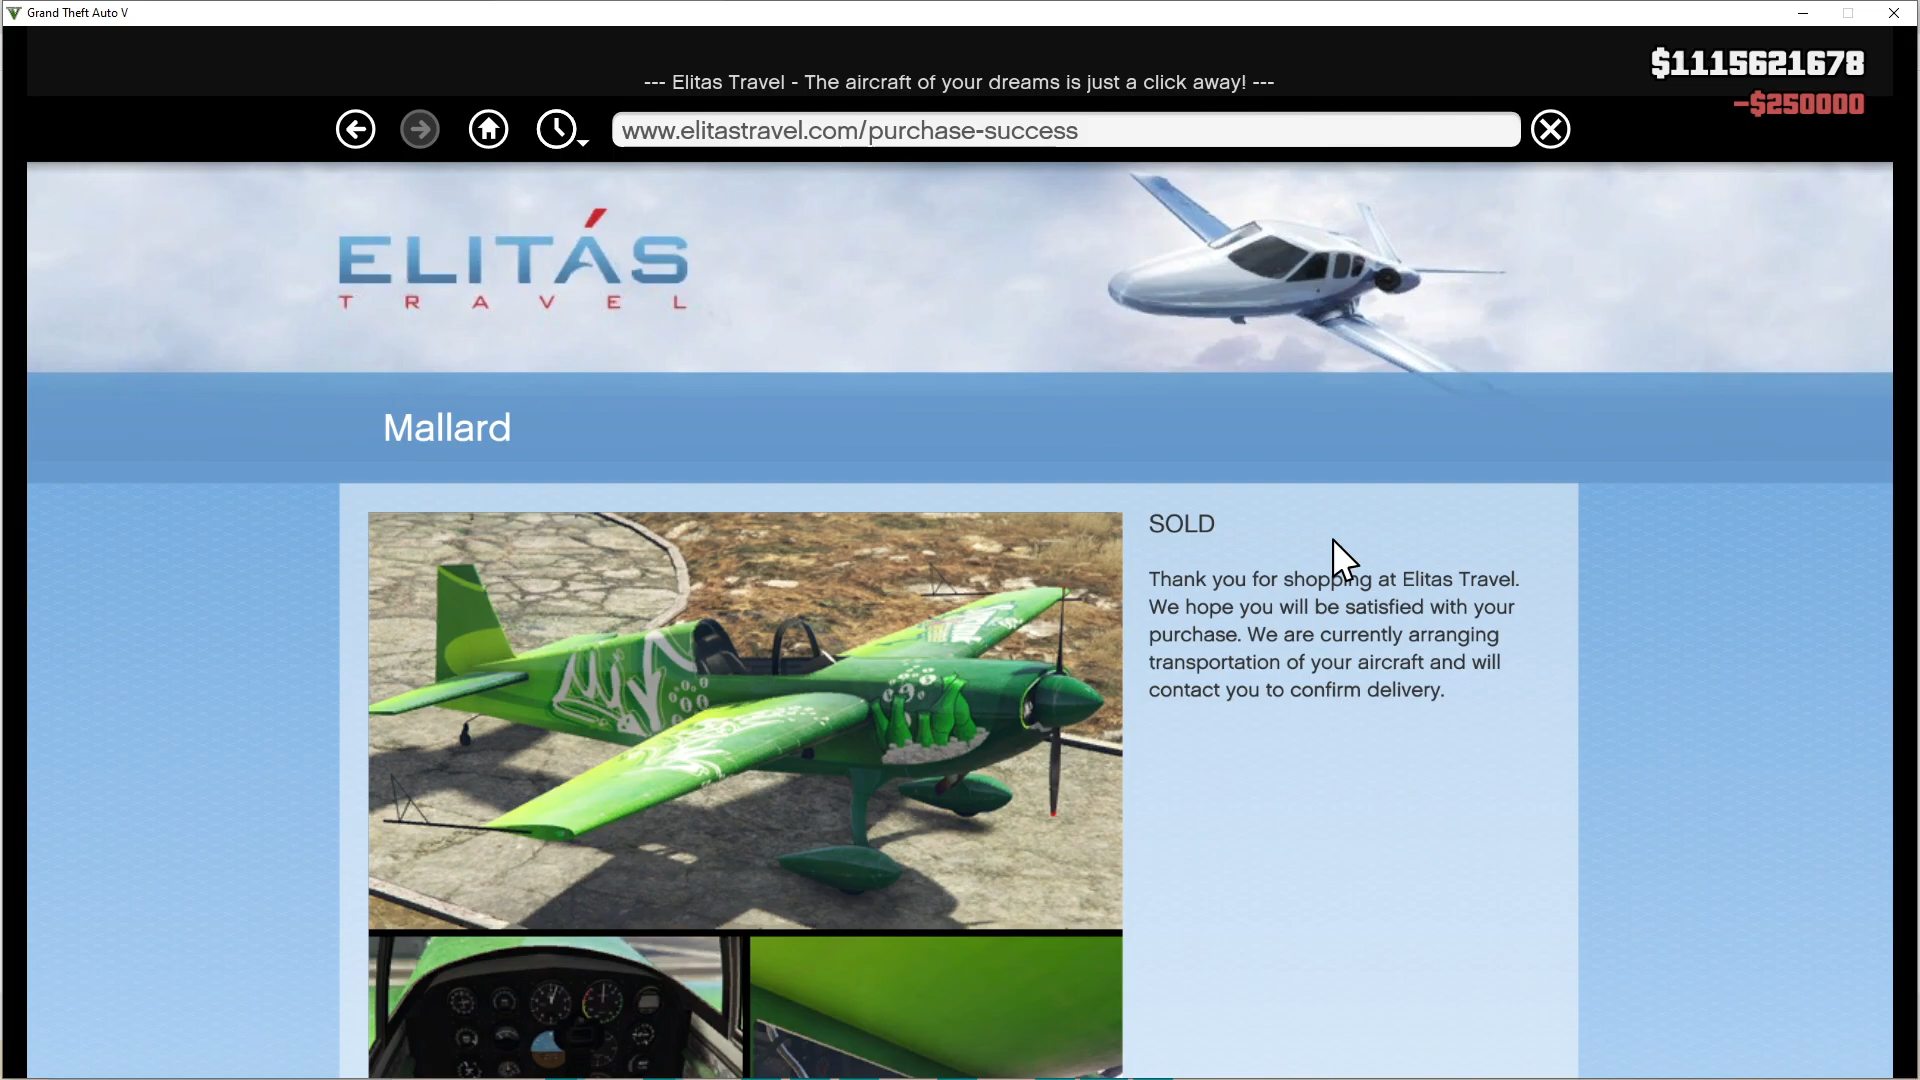 Grand Theft Auto V
$1115621678
--- Elitas Travel - The aircraft of your dreams is just a click away! ---
-$250000
www.elitastravel.com/purchase-success
ELITÁS
TRAVEL
Mallard
SOLD
Thank you for shopping at Elitas Travel.
We hope you will be satisfied with your
purchase. We are currently arranging
transportation of your aircraft and will
contact you to confirm delivery.